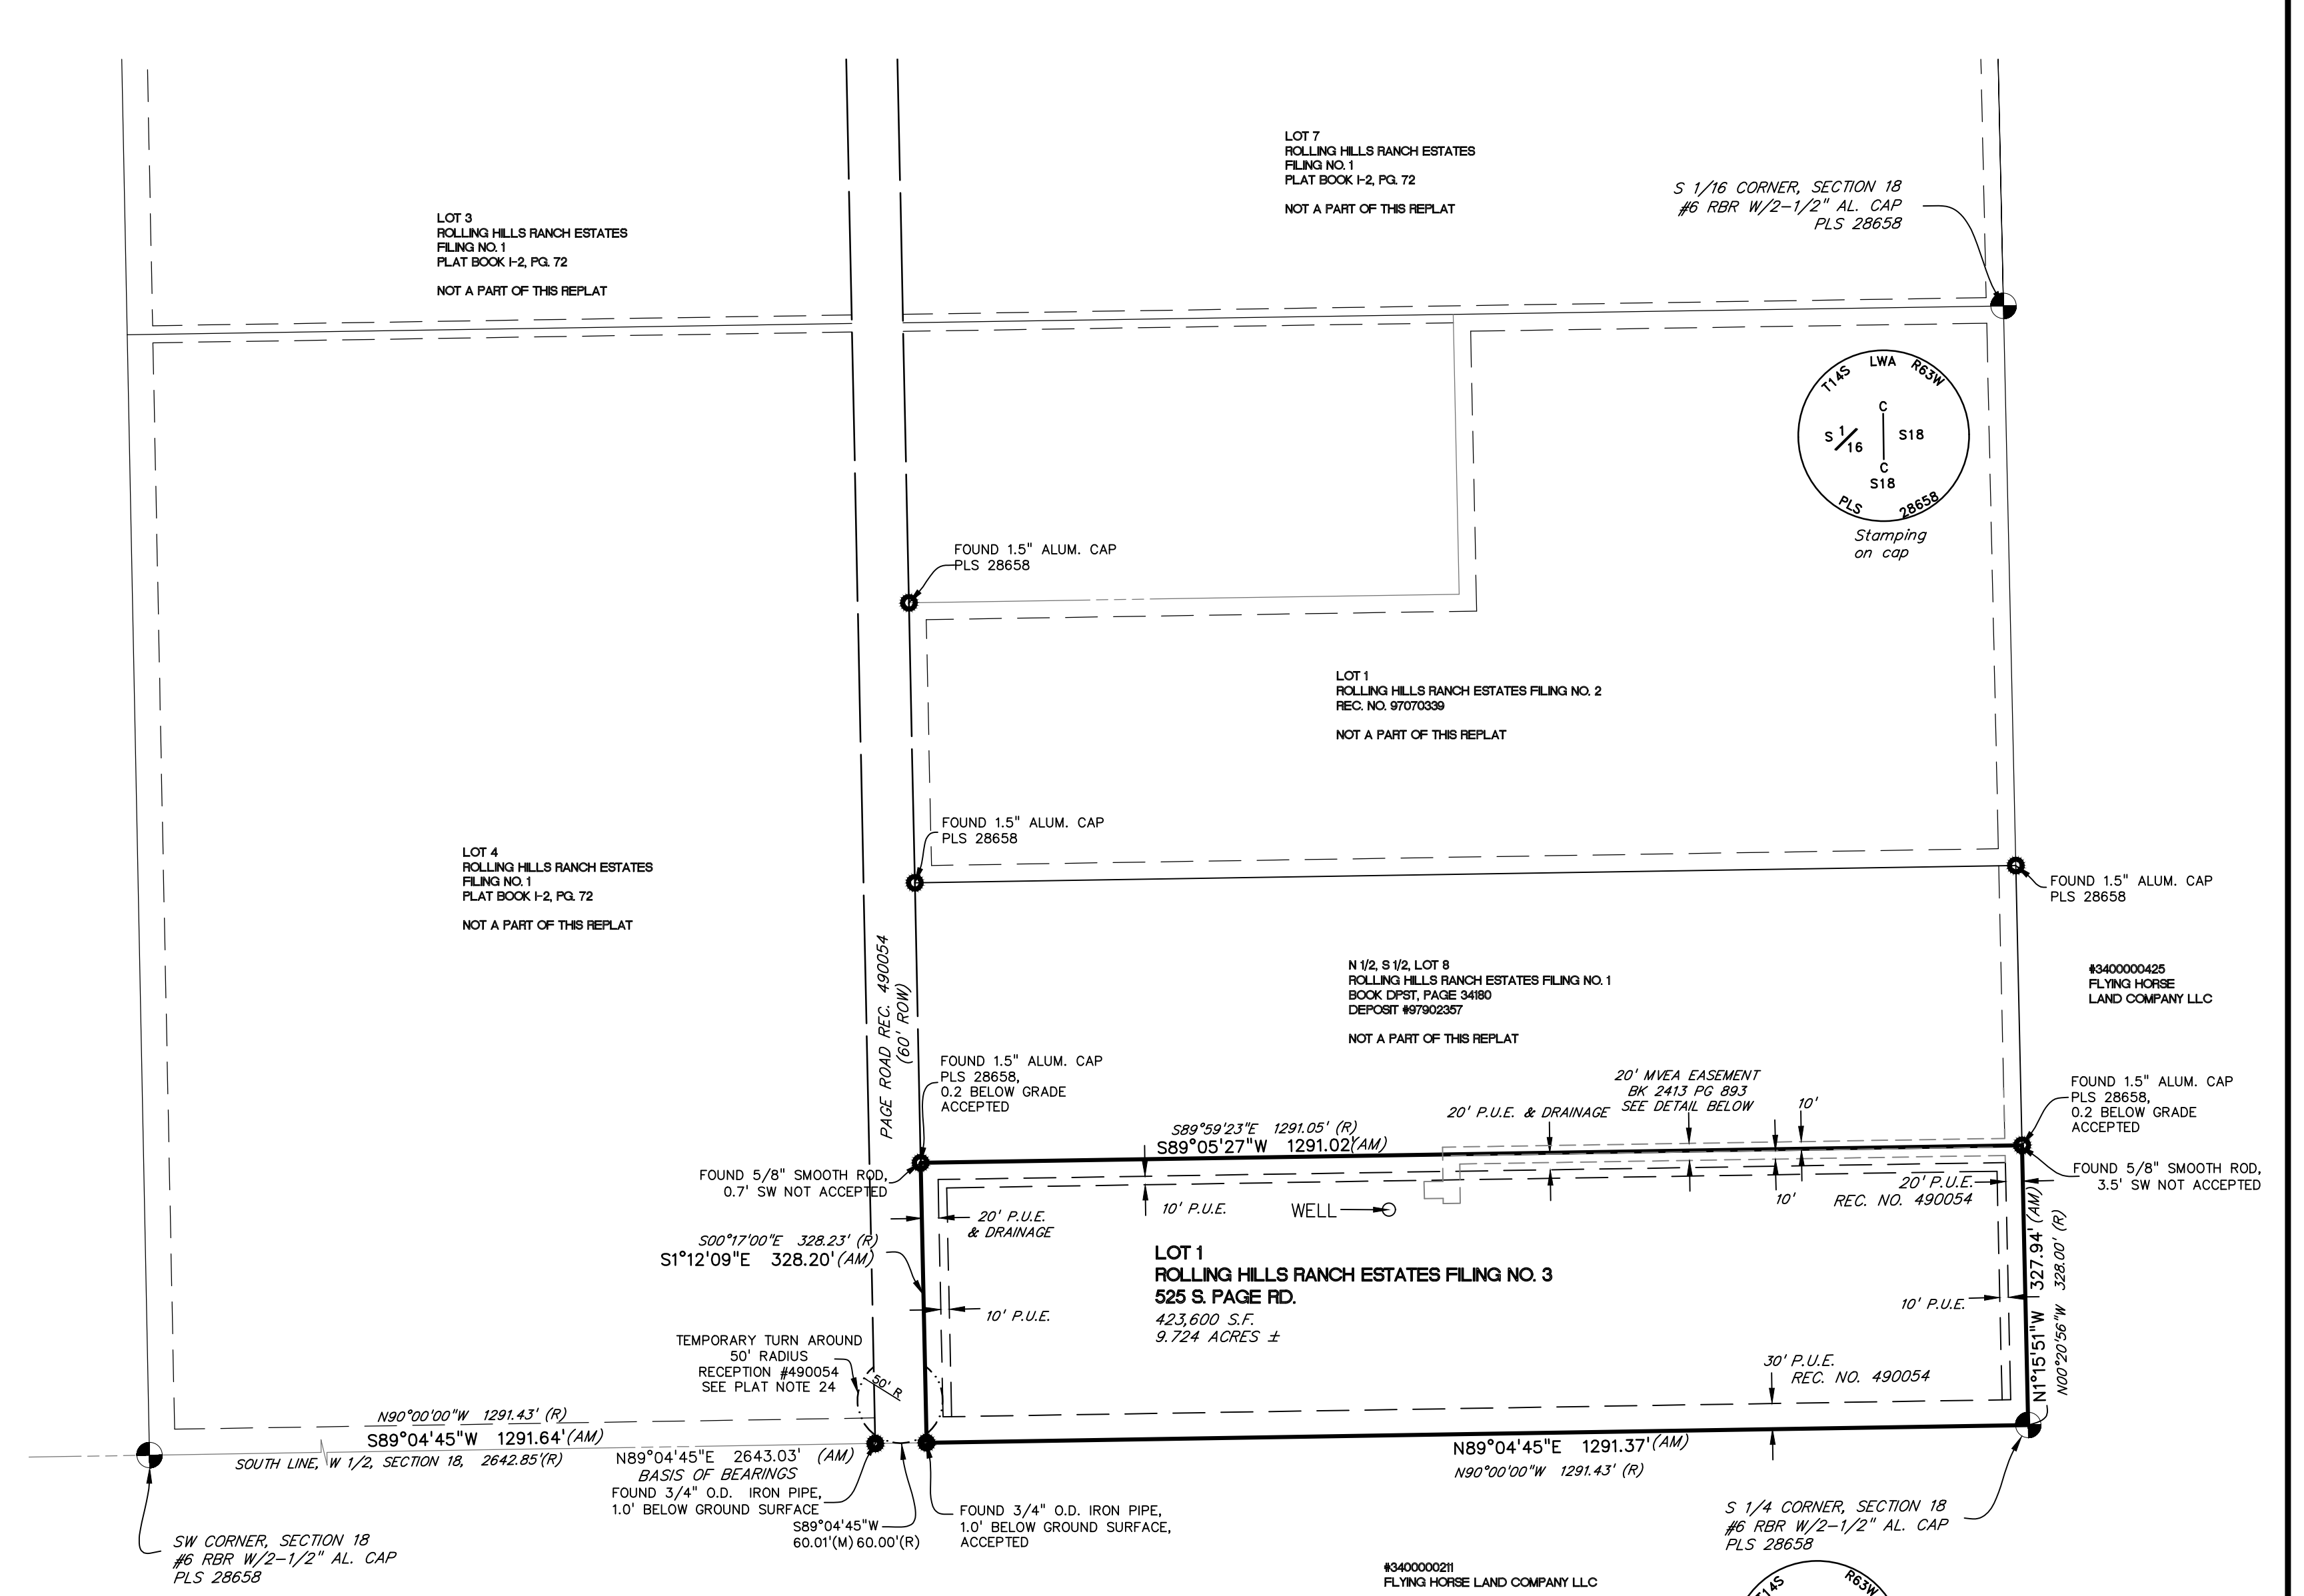 LOT 7
ROLLING HILLS RANCH ESTATES
FILING NO. 1
PLAT BOOK I-2, PG. 72
NOT A PART OF THIS REPLAT
S 1/16 CORNER, SECTION 18
#6 RBR W/2-1/2" AL. CAP
PLS 28658
LOT 3
ROLLING HILLS RANCH ESTATES
FILING NO. 1
PLAT BOOK I-2, PG. 72
NOT A PART OF THIS REPLAT
T14S LWA R63W
C
S 1/16 S18
C
S18
PLS 28658
Stamping
on cap
FOUND 1.5" ALUM. CAP
PLS 28658
LOT 1
ROLLING HILLS RANCH ESTATES FILING NO. 2
REC. NO. 97070339
NOT A PART OF THIS REPLAT
FOUND 1.5" ALUM. CAP
PLS 28658
LOT 4
ROLLING HILLS RANCH ESTATES
FILING NO. 1
PLAT BOOK I-2, PG. 72
NOT A PART OF THIS REPLAT
FOUND 1.5" ALUM. CAP
PLS 28658
PAGE ROAD REC. 490054
(60' ROW)
N 1/2, S 1/2, LOT 8
ROLLING HILLS RANCH ESTATES FILING NO. 1
BOOK DPST, PAGE 34180
DEPOSIT #97902357
NOT A PART OF THIS REPLAT
#3400000425
FLYING HORSE
LAND COMPANY LLC
FOUND 1.5" ALUM. CAP
PLS 28658,
0.2 BELOW GRADE
ACCEPTED
20' MVEA EASEMENT
BK 2413 PG 893
SEE DETAIL BELOW
20' P.U.E. & DRAINAGE
10'
FOUND 1.5" ALUM. CAP
PLS 28658,
0.2 BELOW GRADE
ACCEPTED
S89°59'23"E 1291.05' (R)
S89°05'27"W 1291.02'(AM)
FOUND 5/8" SMOOTH ROD,
0.7' SW NOT ACCEPTED
FOUND 5/8" SMOOTH ROD,
3.5' SW NOT ACCEPTED
20' P.U.E.
REC. NO. 490054
10'
10' P.U.E.
WELL
20' P.U.E.
& DRAINAGE
S00°17'00"E 328.23' (R)
S1°12'09"E 328.20'(AM)
LOT 1
ROLLING HILLS RANCH ESTATES FILING NO. 3
525 S. PAGE RD.
423,600 S.F.
9.724 ACRES ±
10' P.U.E.
10' P.U.E.
N1°15'51"W 327.94'(AM)
N00°20'56"W 328.00' (R)
TEMPORARY TURN AROUND
50' RADIUS
RECEPTION #490054
SEE PLAT NOTE 24
50' R
30' P.U.E.
REC. NO. 490054
N90°00'00"W 1291.43' (R)
S89°04'45"W 1291.64'(AM)
SOUTH LINE, W 1/2, SECTION 18, 2642.85'(R)
N89°04'45"E 2643.03' (AM)
BASIS OF BEARINGS
FOUND 3/4" O.D. IRON PIPE,
1.0' BELOW GROUND SURFACE
S89°04'45"W
60.01'(M) 60.00'(R)
FOUND 3/4" O.D. IRON PIPE,
1.0' BELOW GROUND SURFACE,
ACCEPTED
N89°04'45"E 1291.37'(AM)
N90°00'00"W 1291.43' (R)
S 1/4 CORNER, SECTION 18
#6 RBR W/2-1/2" AL. CAP
PLS 28658
SW CORNER, SECTION 18
#6 RBR W/2-1/2" AL. CAP
PLS 28658
#3400000211
FLYING HORSE LAND COMPANY LLC
R63W